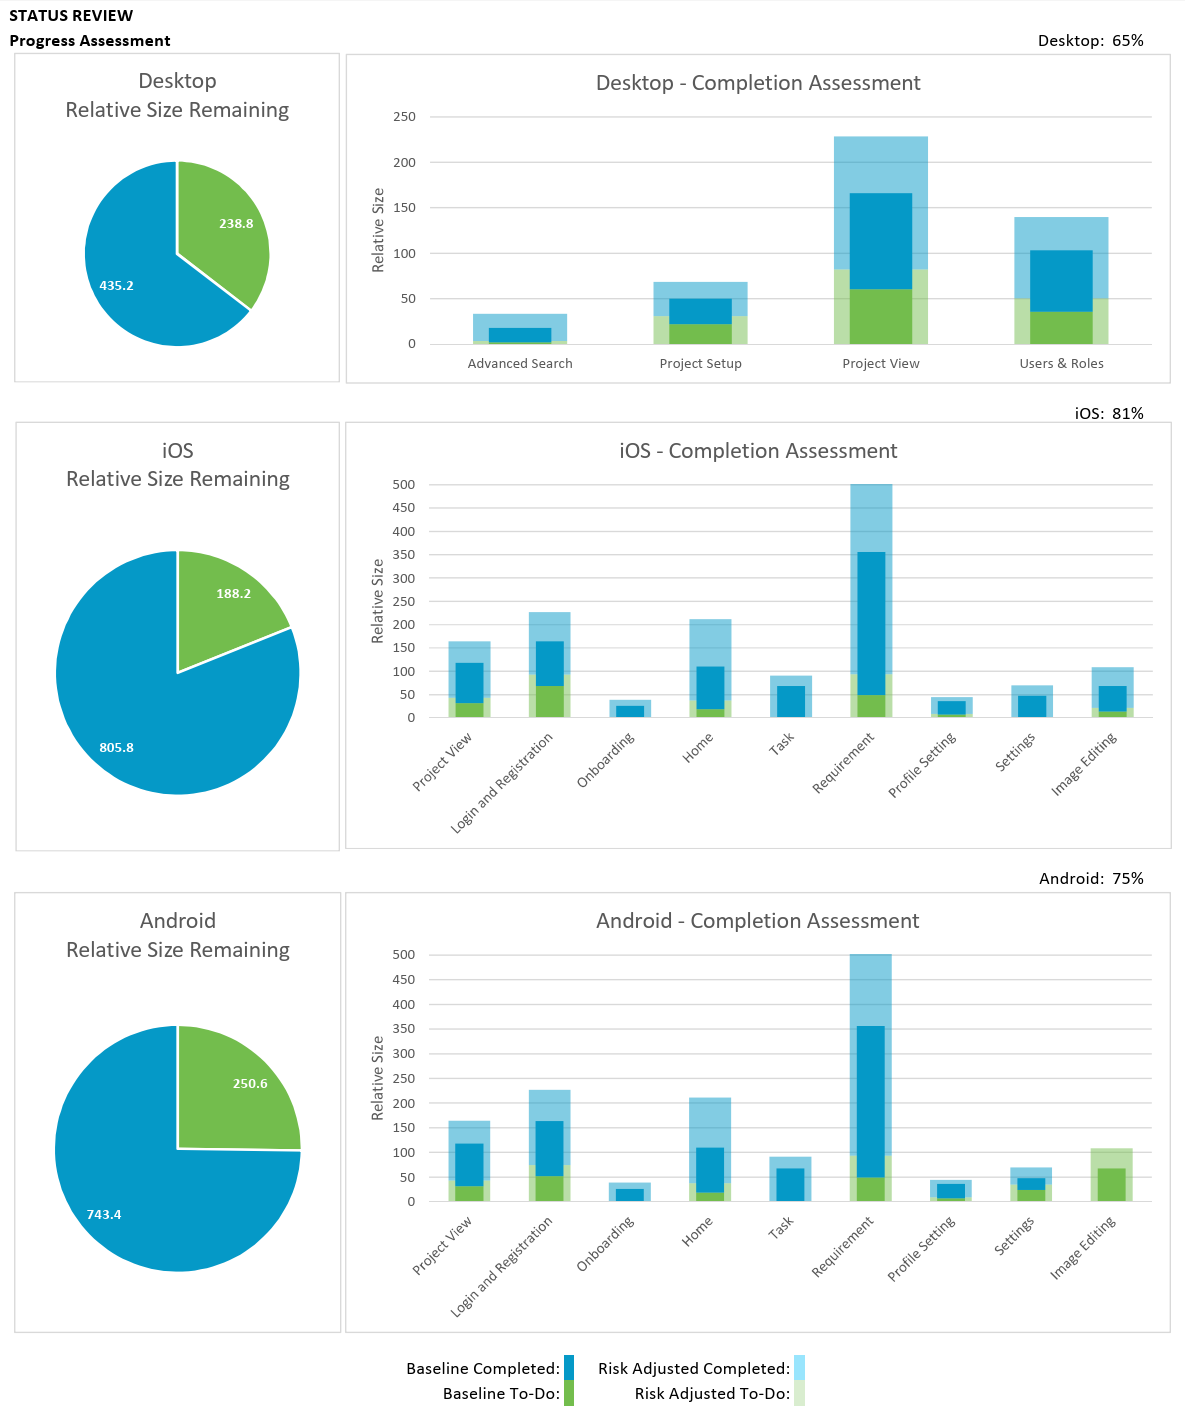 STATUS REVIEW
Progress Assessment
Desktop: 65%
Desktop
Relative Size Remaining
238.8
435.2
Desktop - Completion Assessment
Relative Size
250
200
150
100
50
0
Advanced Search
Project Setup
Project View
Users & Roles
iOS: 81%
iOS
Relative Size Remaining
188.2
805.8
iOS - Completion Assessment
Relative Size
500
450
400
350
300
250
200
150
100
50
0
Project View
Login and Registration
Onboarding
Home
Task
Requirement
Profile Setting
Settings
Image Editing
Android: 75%
Android
Relative Size Remaining
250.6
743.4
Android - Completion Assessment
Relative Size
500
450
400
350
300
250
200
150
100
50
0
Project View
Login and Registration
Onboarding
Home
Task
Requirement
Profile Setting
Settings
Image Editing
Baseline Completed:
Risk Adjusted Completed:
Baseline To-Do:
Risk Adjusted To-Do: